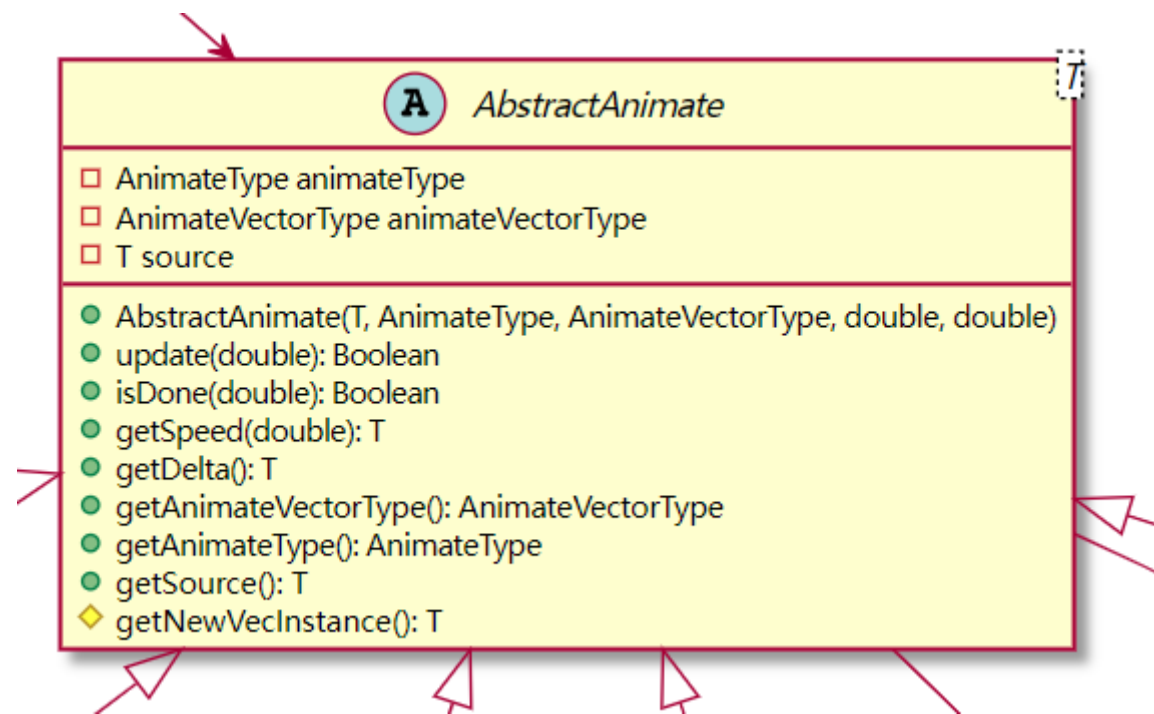 T
A AbstractAnimate
AnimateType animateType
AnimateVectorType animateVectorType
T source
AbstractAnimate(T, AnimateType, AnimateVectorType, double, double)
update(double): Boolean
isDone(double): Boolean
getSpeed(double): T
getDelta(): T
getAnimateVectorType(): AnimateVectorType
getAnimateType(): AnimateType
getSource(): T
getNewVecInstance(): T